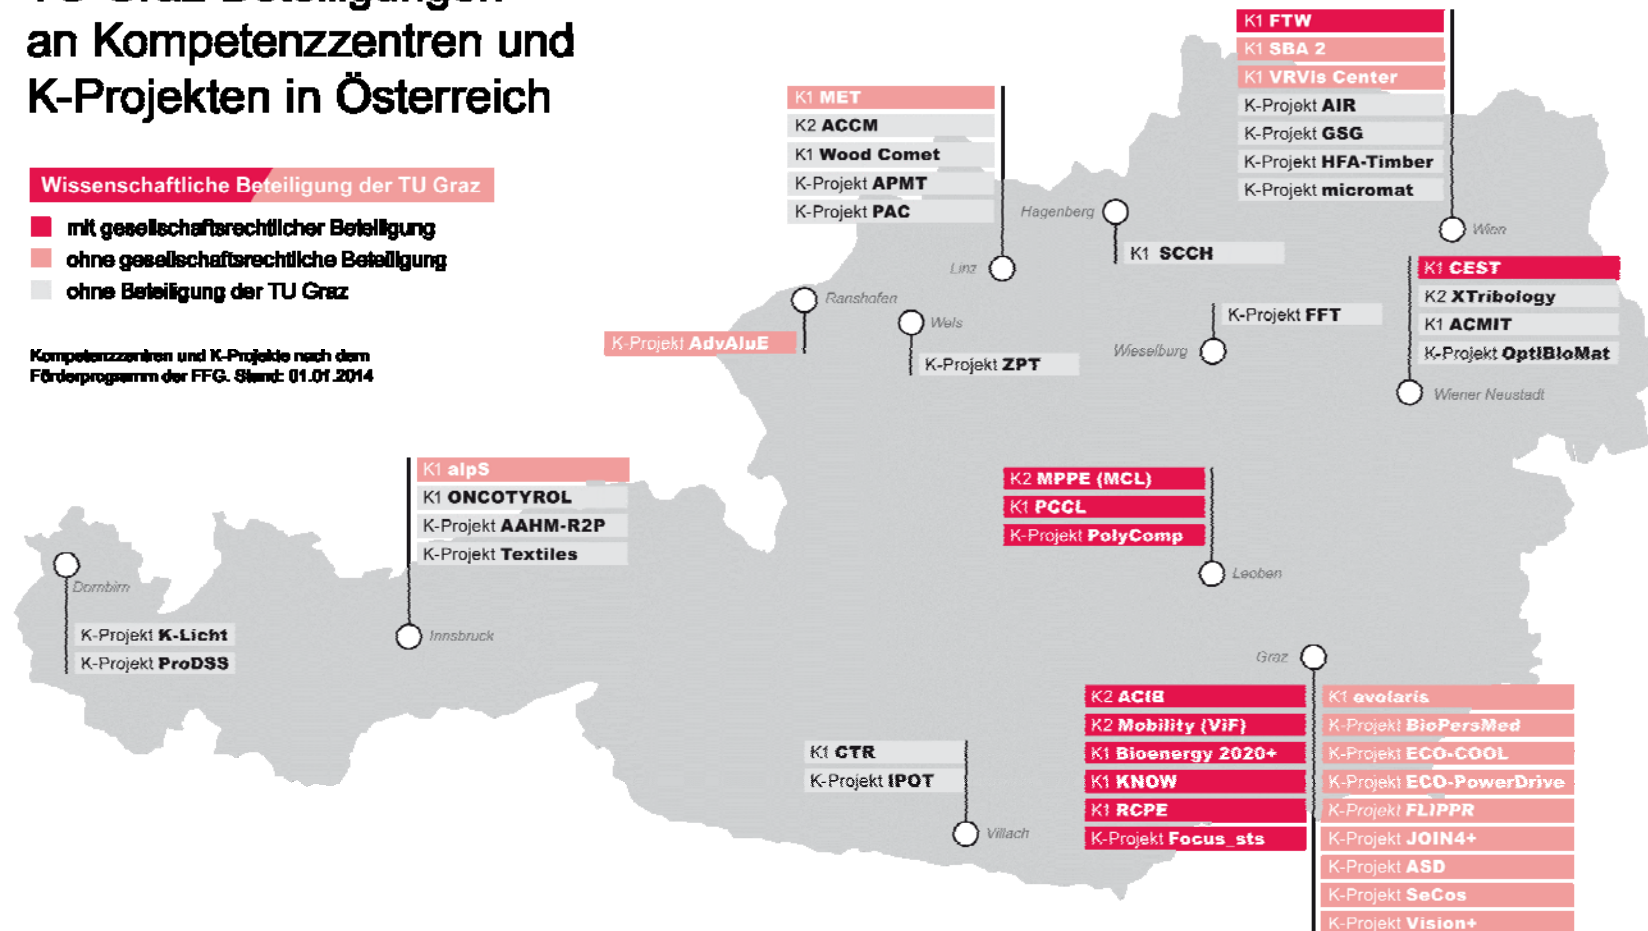 TU Graz Beteiligungen
an Kompetenzzentren und
K-Projekten in Österreich
Wissenschaftliche Beteiligung der TU Graz
mit gesellschaftsrechtlicher Beteiligung
ohne gesellschaftsrechtliche Beteiligung
ohne Beteiligung der TU Graz
Kompetenzzentren und K-Projekte nach dem
Förderprogramm der FFG. Stand: 01.01.2014
K1 MET
K2 ACCM
K1 Wood Comet
K-Projekt APMT
K-Projekt PAC
Linz
Hagenberg
K1 SCCH
K1 FTW
K1 SBA 2
K1 VRVis Center
K-Projekt AIR
K-Projekt GSG
K-Projekt HFA-Timber
K-Projekt micromat
Wien
Ranshofen
K-Projekt AdvAluE
Wels
K-Projekt ZPT
K-Projekt FFT
Wieselburg
K1 CEST
K2 XTribology
K1 ACMIT
K-Projekt OptiBioMat
Wiener Neustadt
K1 alpS
K1 ONCOTYROL
K-Projekt AAHM-R2P
K-Projekt Textiles
Innsbruck
Dornbirn
K-Projekt K-Licht
K-Projekt ProDSS
K2 MPPE (MCL)
K1 PCCL
K-Projekt PolyComp
Leoben
Graz
K2 ACIB
K2 Mobility (ViF)
K1 Bioenergy 2020+
K1 KNOW
K1 RCPE
K-Projekt Focus_sts
K1 evolaris
K-Projekt BioPersMed
K-Projekt ECO-COOL
K-Projekt ECO-PowerDrive
K-Projekt FLIPPR
K-Projekt JOIN4+
K-Projekt ASD
K-Projekt SeCos
K-Projekt Vision+
K1 CTR
K-Projekt IPOT
Villach